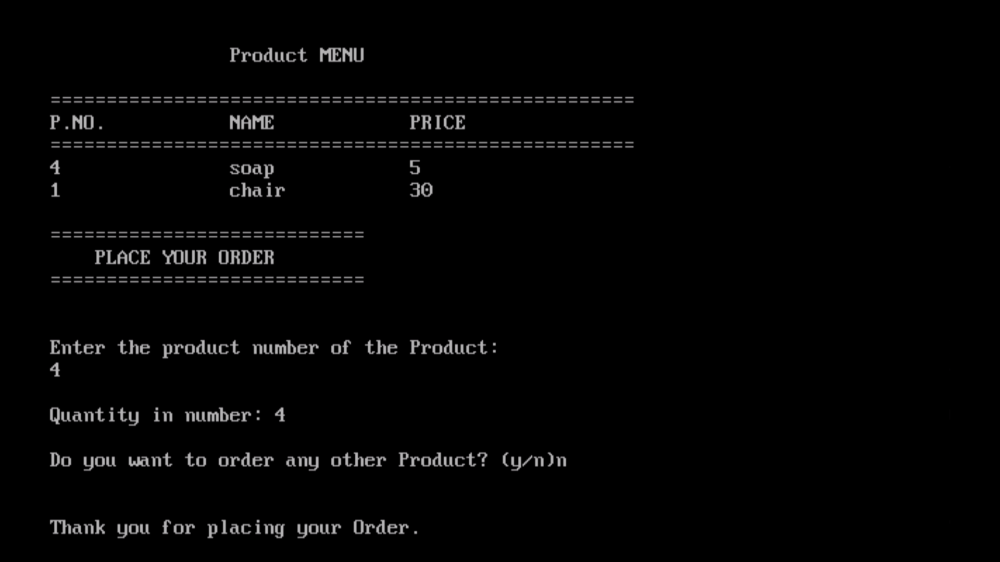 Product MENU
====================================================
P.NO. NAME PRICE
====================================================
4 soap 5
1 chair 30
============================
PLACE YOUR ORDER
============================
Enter the product number of the Product:
4
Quantity in number: 4
Do you want to order any other Product? (y/n)n
Thank you for placing your Order.